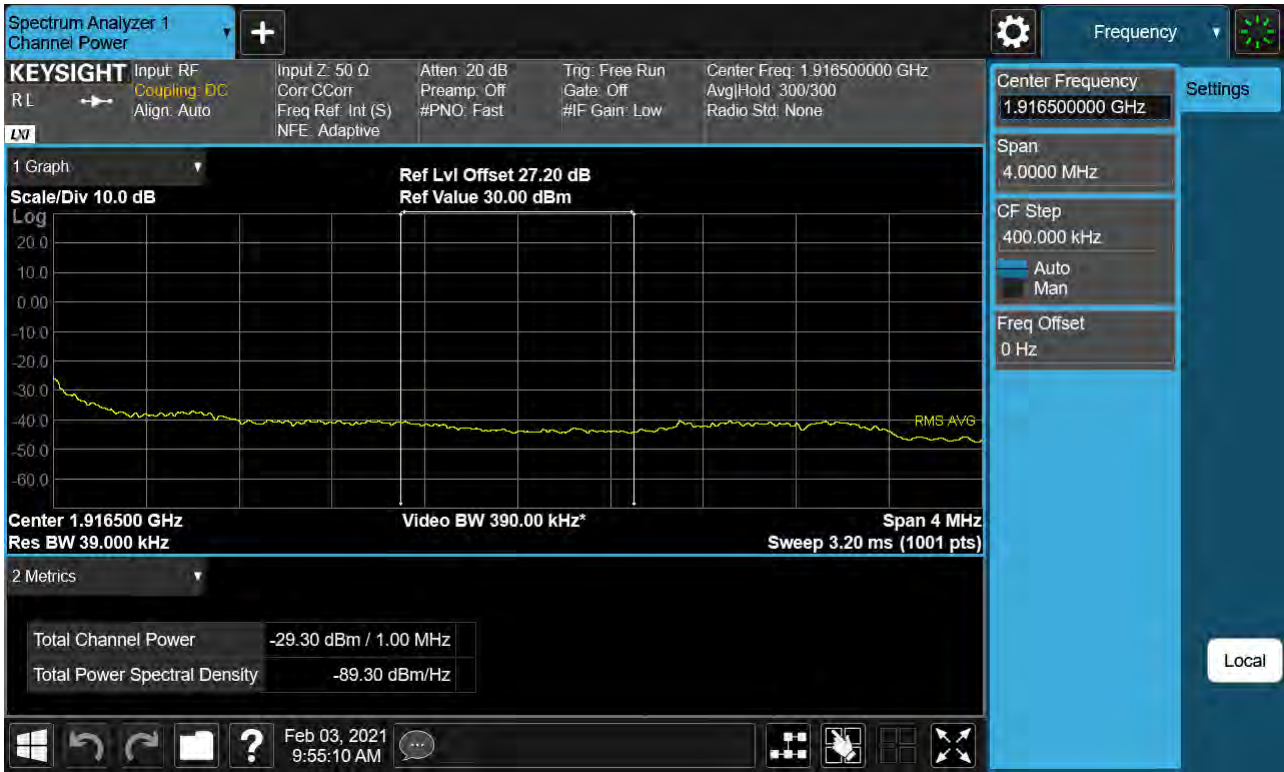 Spectrum Analyzer 1
Channel Power
Frequency
KEYSIGHT
R L
LXI
Input: RF
Coupling: DC
Align: Auto
Input Z: 50 Ω
Corr CCorr
Freq Ref: Int (S)
NFE: Adaptive
Atten: 20 dB
Preamp: Off
#PNO: Fast
Trig: Free Run
Gate: Off
#IF Gain: Low
Center Freq: 1.916500000 GHz
Avg|Hold: 300/300
Radio Std: None
Center Frequency
1.916500000 GHz
Settings
Span
4.0000 MHz
CF Step
400.000 kHz
Auto
Man
Freq Offset
0 Hz
1 Graph
Scale/Div 10.0 dB
Ref Lvl Offset 27.20 dB
Ref Value 30.00 dBm
Log
20.0
10.0
0.00
-10.0
-20.0
-30.0
-40.0
-50.0
-60.0
RMS AVG
Center 1.916500 GHz
Res BW 39.000 kHz
Video BW 390.00 kHz*
Span 4 MHz
Sweep 3.20 ms (1001 pts)
2 Metrics
Total Channel Power -29.30 dBm / 1.00 MHz
Total Power Spectral Density -89.30 dBm/Hz
Local
?
Feb 03, 2021
9:55:10 AM